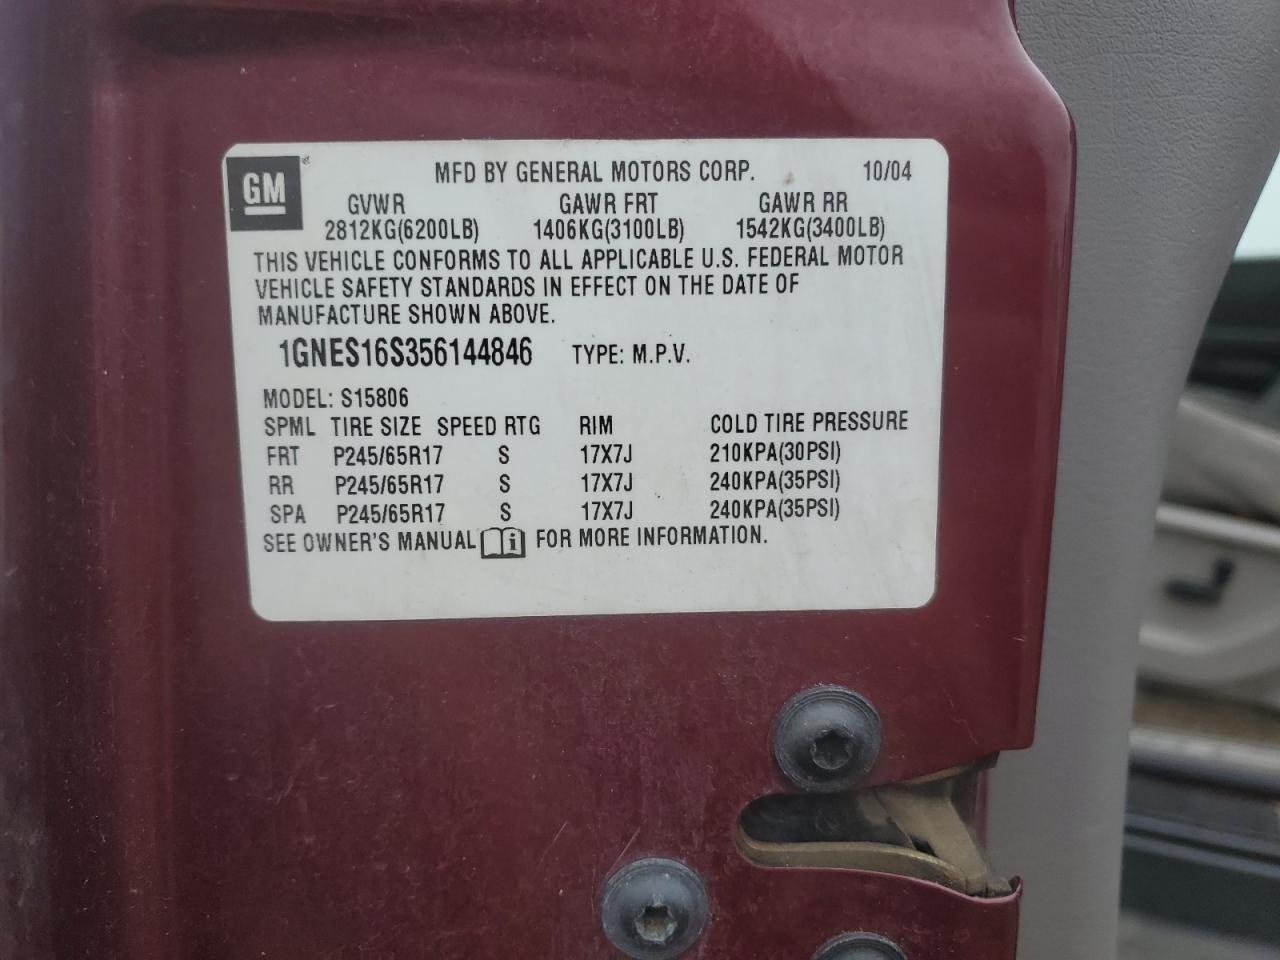 GM
MFD BY GENERAL MOTORS CORP. 10/04
GVWR GAWR FRT GAWR RR
2812KG(6200LB) 1406KG(3100LB) 1542KG(3400LB)
THIS VEHICLE CONFORMS TO ALL APPLICABLE U.S. FEDERAL MOTOR
VEHICLE SAFETY STANDARDS IN EFFECT ON THE DATE OF
MANUFACTURE SHOWN ABOVE.
1GNES16S356144846 TYPE: M.P.V.
MODEL: S15806
SPML TIRE SIZE SPEED RTG RIM COLD TIRE PRESSURE
FRT P245/65R17 S 17X7J 210KPA(30PSI)
RR P245/65R17 S 17X7J 240KPA(35PSI)
SPA P245/65R17 S 17X7J 240KPA(35PSI)
SEE OWNER'S MANUAL i FOR MORE INFORMATION.